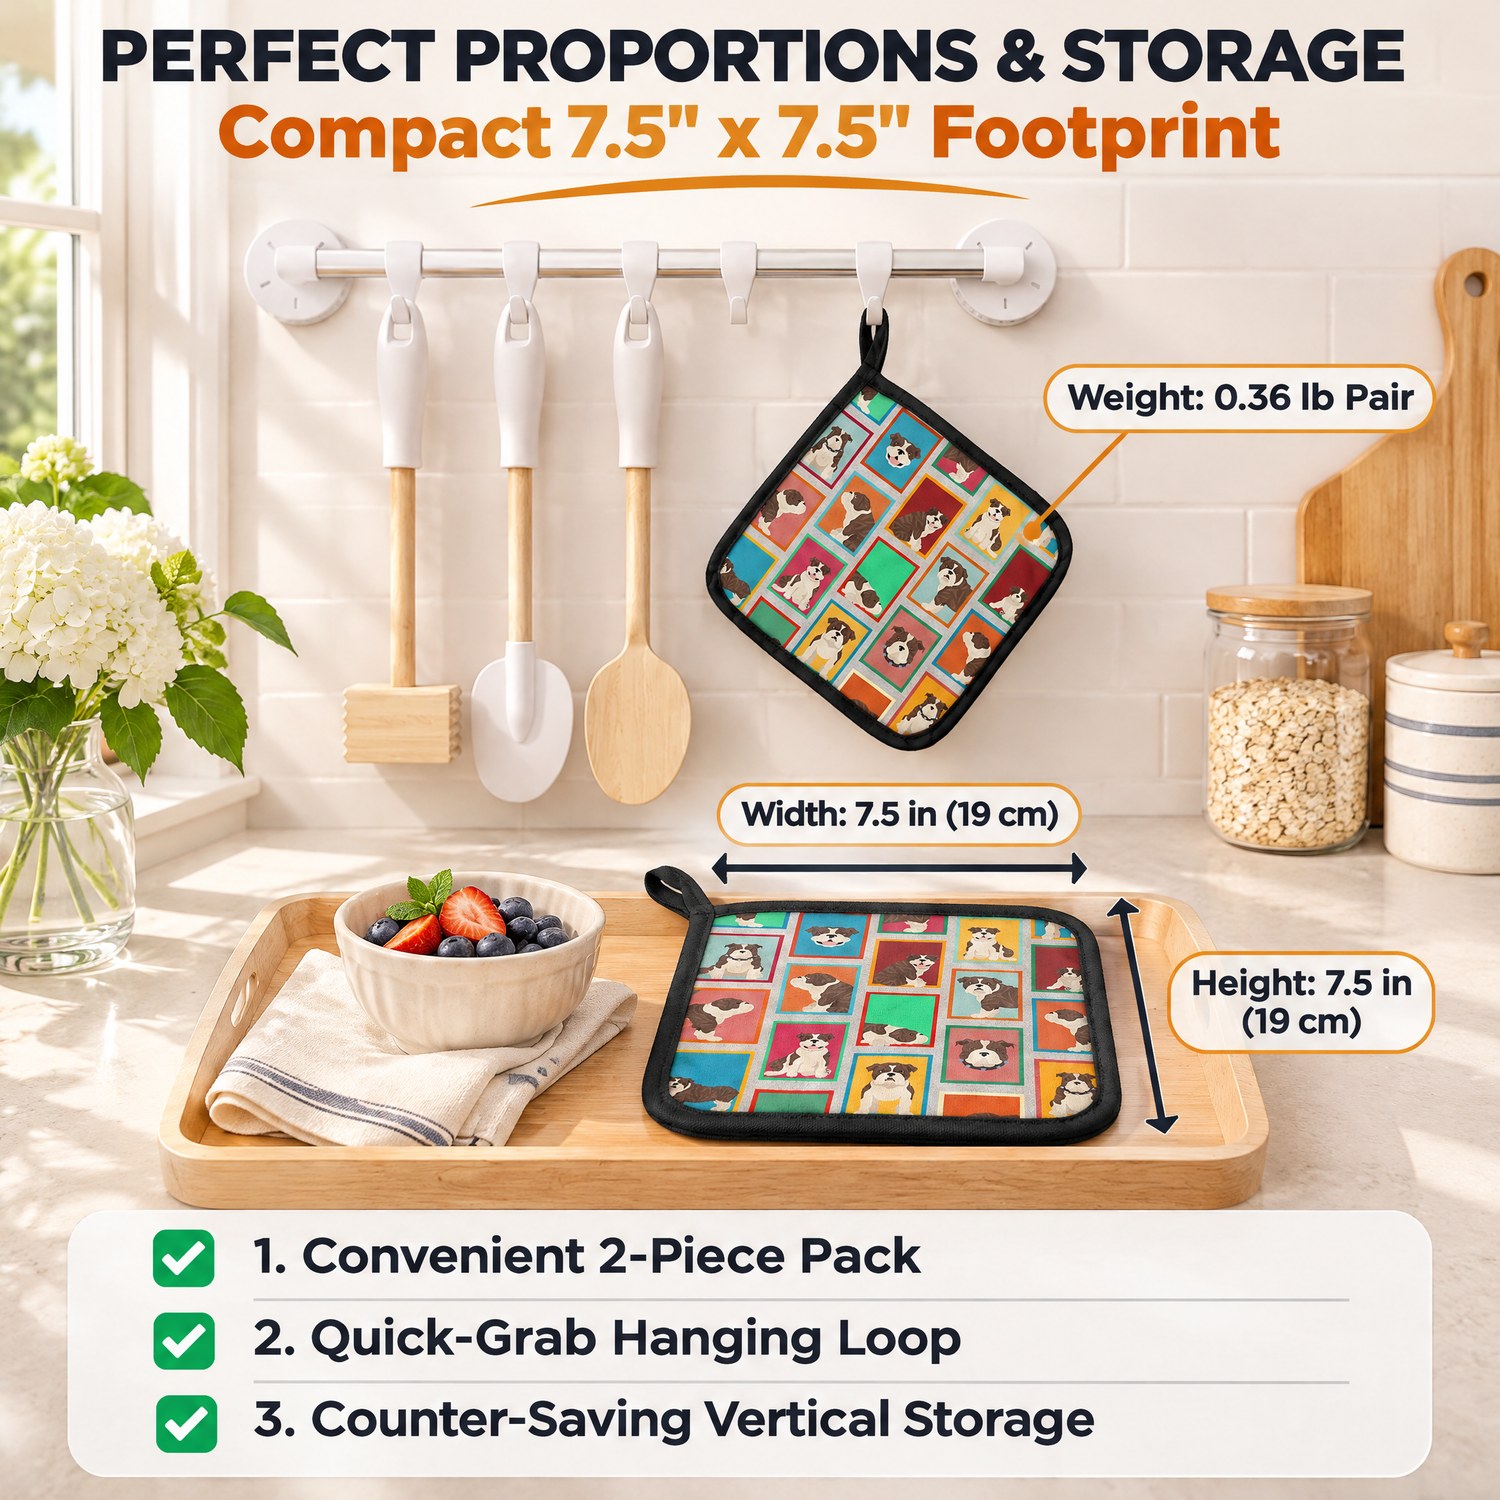 PERFECT PROPORTIONS & STORAGE
Compact 7.5" x 7.5" Footprint
Weight: 0.36 lb Pair
Width: 7.5 in (19 cm)
Height: 7.5 in
(19 cm)
1. Convenient 2-Piece Pack
2. Quick-Grab Hanging Loop
3. Counter-Saving Vertical Storage